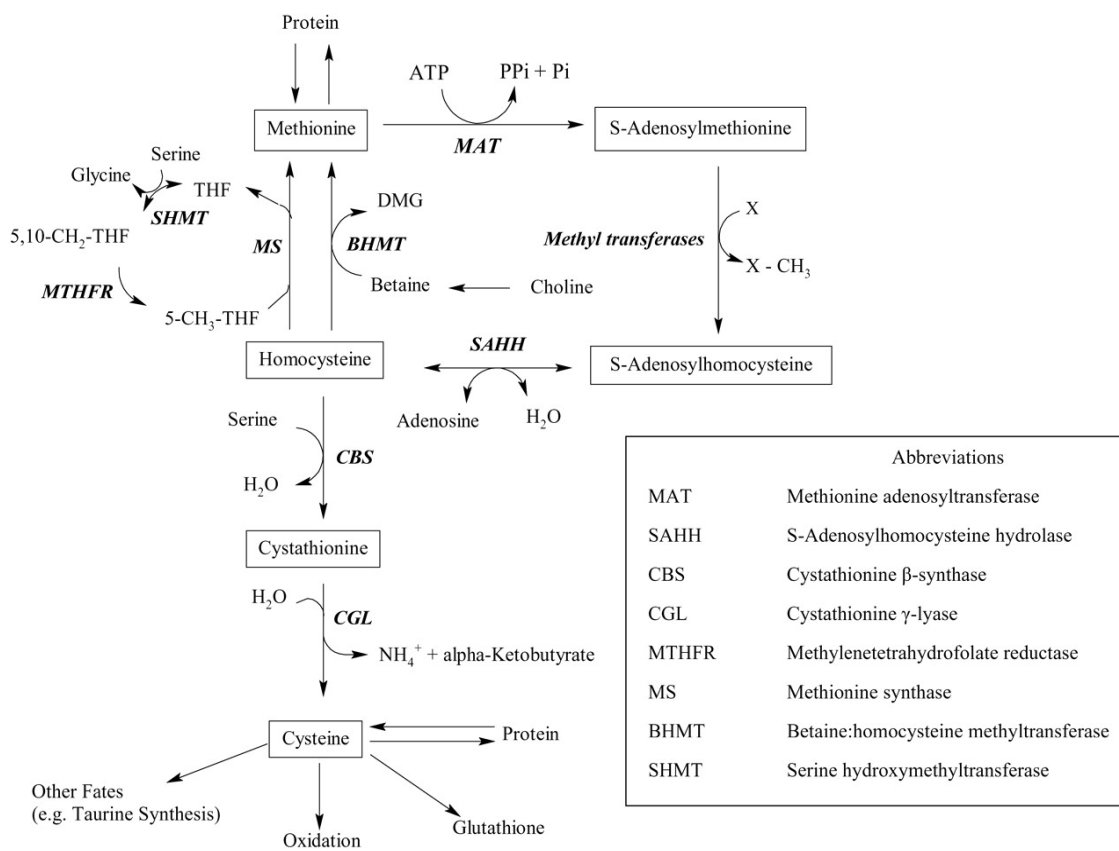 Protein
ATP
PPi + Pi
Methionine
MAT
S-Adenosylmethionine
Serine
Glycine
THF
SHMT
DMG
X
5,10-CH₂-THF
MS
BHMT
Methyl transferases
X - CH₃
MTHFR
Betaine
Choline
5-CH₃-THF
Homocysteine
SAHH
S-Adenosylhomocysteine
Adenosine
H₂O
Serine
CBS
H₂O
Cystathionine
H₂O
CGL
NH₄⁺ + alpha-Ketobutyrate
Cysteine
Protein
Other Fates
(e.g. Taurine Synthesis)
Oxidation
Glutathione
Abbreviations
MAT Methionine adenosyltransferase
SAHH S-Adenosylhomocysteine hydrolase
CBS Cystathionine β-synthase
CGL Cystathionine γ-lyase
MTHFR Methylenetetrahydrofolate reductase
MS Methionine synthase
BHMT Betaine:homocysteine methyltransferase
SHMT Serine hydroxymethyltransferase